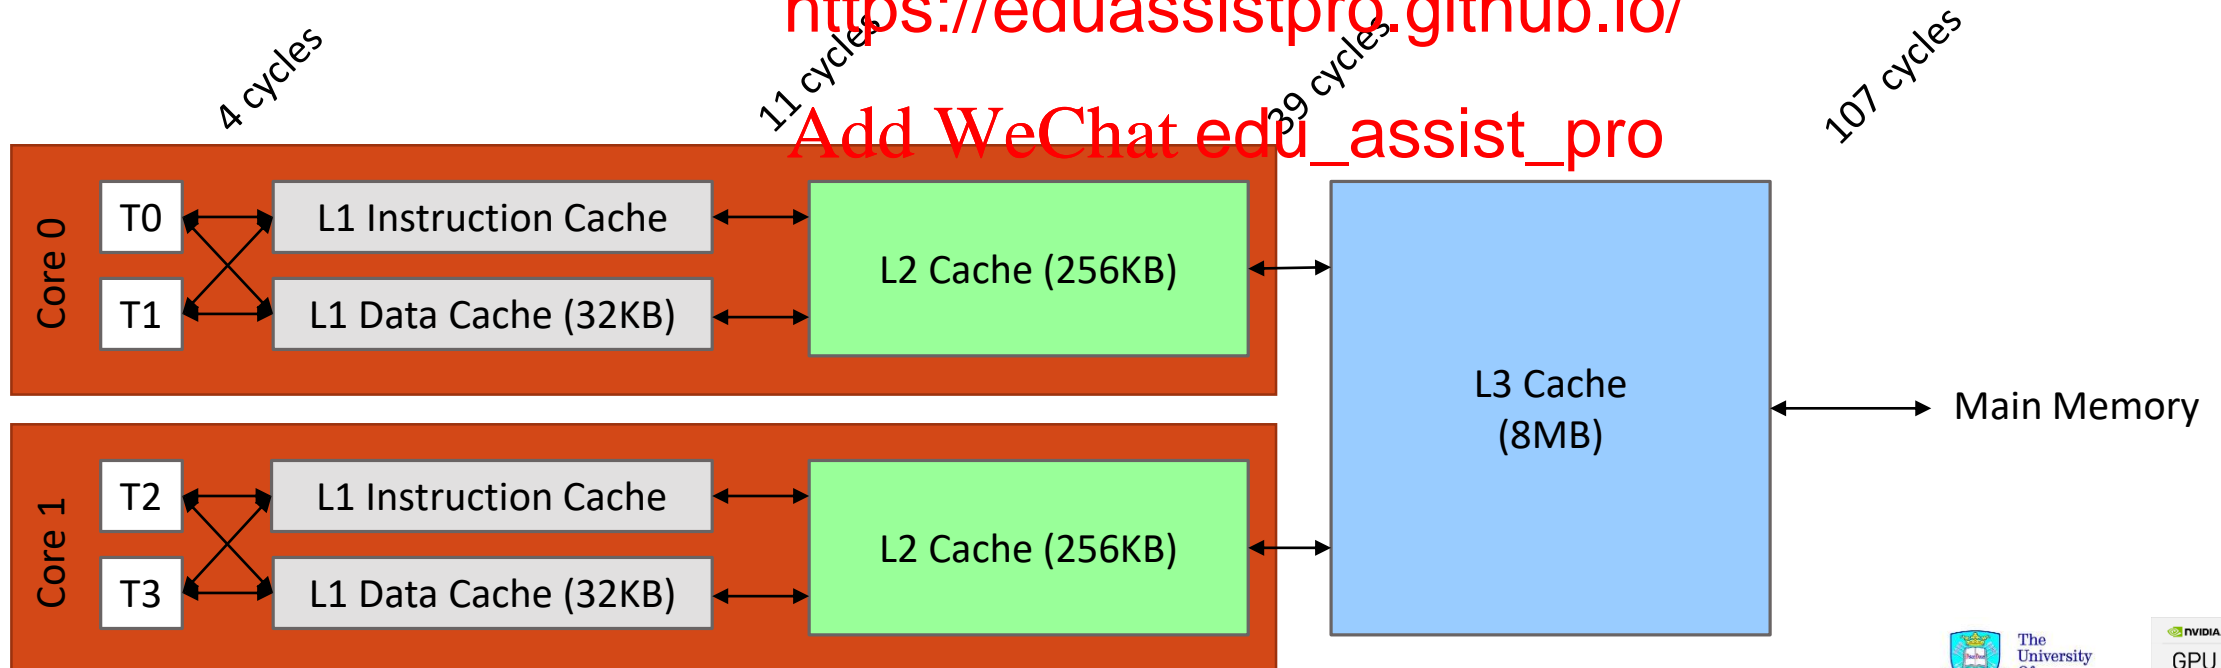 https://eduassistpro.github.io/
4 cycles
11 cycles
39 cycles
107 cycles
Add WeChat edu_assist_pro
Core 0
T0
L1 Instruction Cache
T1
L1 Data Cache (32KB)
L2 Cache (256KB)
L3 Cache
(8MB)
Main Memory
Core 1
T2
L1 Instruction Cache
T3
L1 Data Cache (32KB)
L2 Cache (256KB)
The
University
NVIDIA
GPU